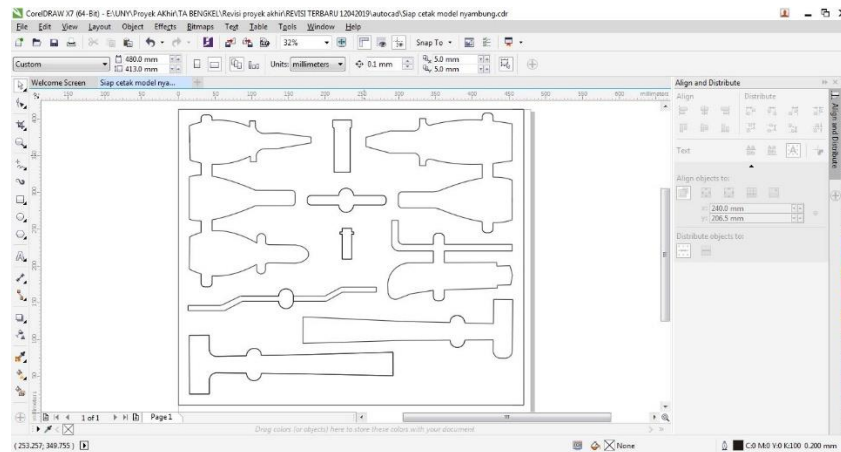 CorelDRAW X7 (64-Bit) - E:\UNY\Proyek AKhir\TA BENGKEL\Revisi proyek akhir\REVISI TERBARU 12042019\autocad\Siap cetak model nyambung.cdr
File Edit View Layout Object Effects Bitmaps Text Table Tools Window Help
32% Snap To
Custom 480.0 mm 413.0 mm Units: millimeters 0.1 mm 5.0 mm 5.0 mm
Welcome Screen Siap cetak model nya...
millimeters
Align and Distribute
Align Distribute
Text
Align objects to:
240.0 mm
206.5 mm
Distribute objects to:
Align and Distribute
1 of 1 Page 1
Drag colors (or objects) here to store these colors with your document
( 253.257; 349.755 ) None C:0 M:0 Y:0 K:100 0.200 mm